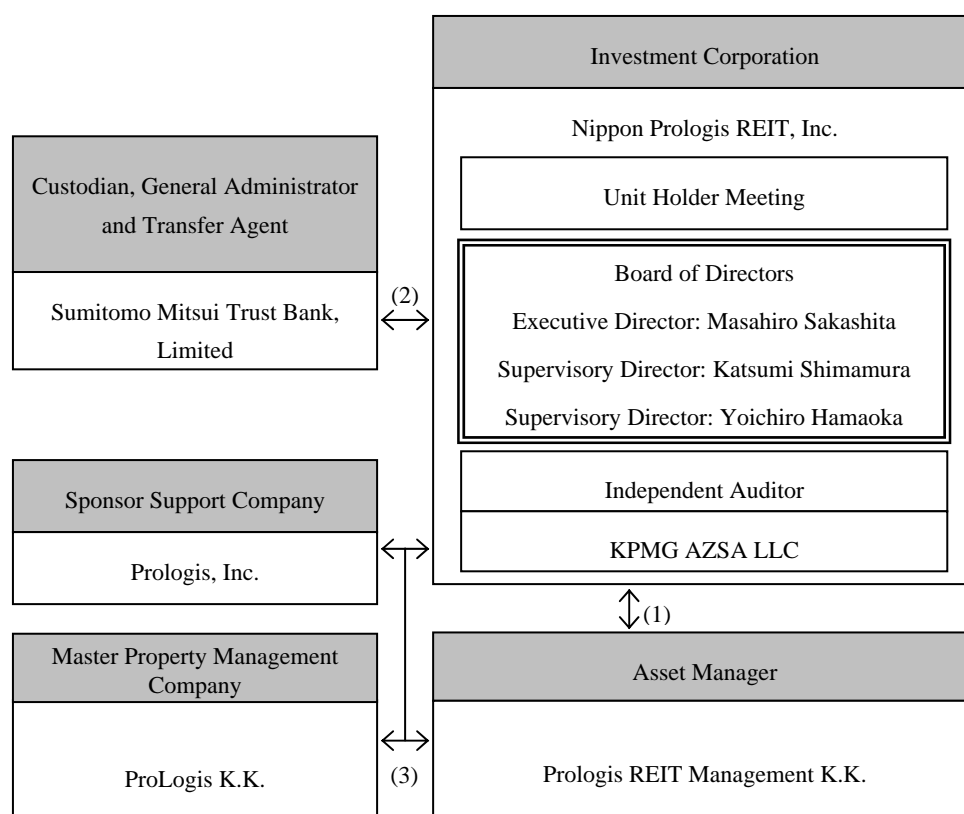 Investment Corporation
Nippon Prologis REIT, Inc.
Unit Holder Meeting
Board of Directors
Executive Director: Masahiro Sakashita
Supervisory Director: Katsumi Shimamura
Supervisory Director: Yoichiro Hamaoka
Independent Auditor
KPMG AZSA LLC
Custodian, General Administrator
and Transfer Agent
Sumitomo Mitsui Trust Bank,
Limited
(2)
Sponsor Support Company
Prologis, Inc.
(1)
Master Property Management
Company
ProLogis K.K.
(3)
Asset Manager
Prologis REIT Management K.K.